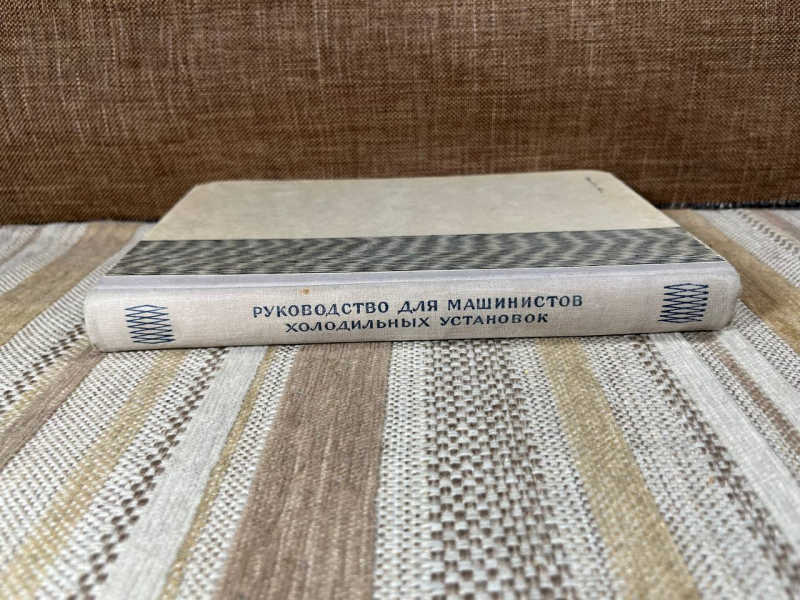 РУКОВОДСТВО ДЛЯ МАШИНИСТОВ
ХОЛОДИЛЬНЫХ УСТАНОВОК